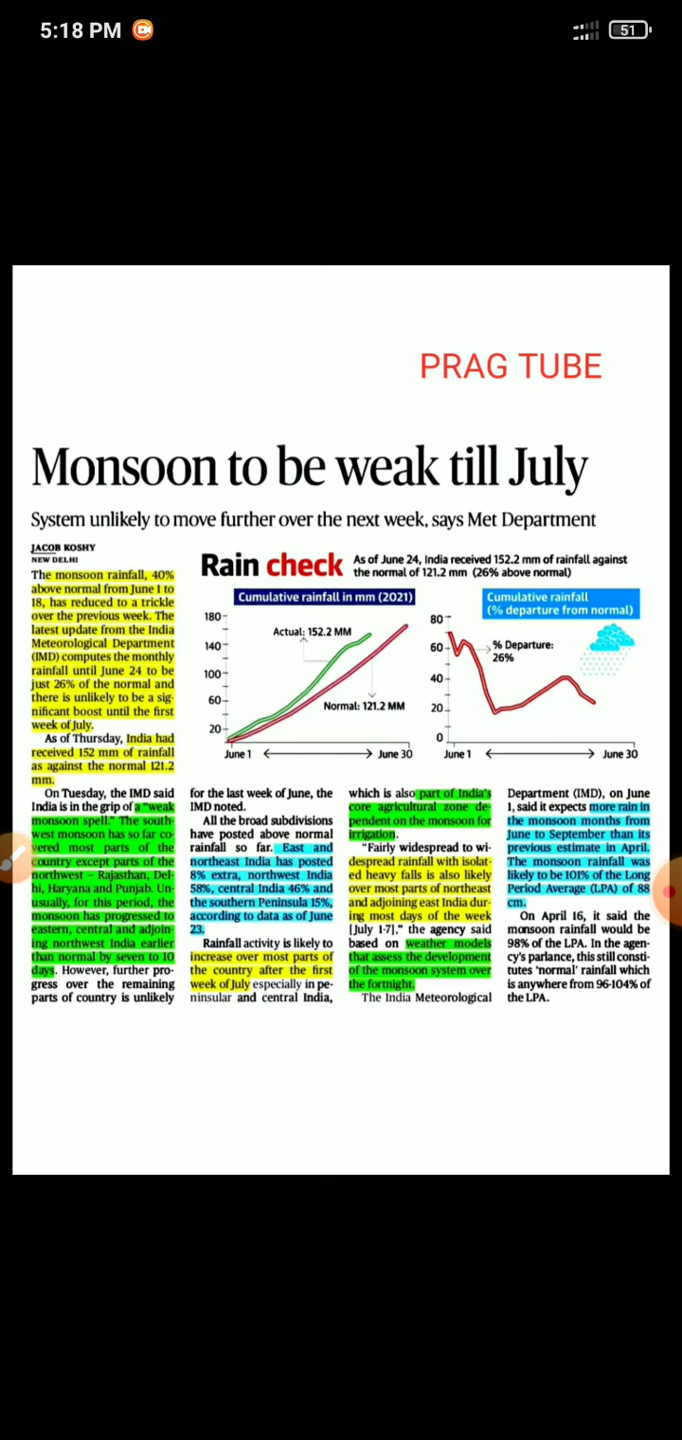 5:18 PM
51
PRAG TUBE
Monsoon to be weak till July
System unlikely to move further over the next week, says Met Department
JACOB KOSHY
NEW DELHI
The monsoon rainfall, 40%
above normal from June 1 to
18, has reduced to a trickle
over the previous week. The
latest update from the India
Meteorological Department
(IMD) computes the monthly
rainfall until June 24 to be
just 26% of the normal and
there is unlikely to be a sig-
nificant boost until the first
week of July.
As of Thursday, India had
received 152 mm of rainfall
as against the normal 121.2
mm.
On Tuesday, the IMD said
India is in the grip of a "weak
monsoon spell." The south-
west monsoon has so far co-
vered most parts of the
country except parts of the
northwest – Rajasthan, Del-
hi, Haryana and Punjab. Un-
usually, for this period, the
monsoon has progressed to
eastern, central and adjoin-
ing northwest India earlier
than normal by seven to 10
days. However, further pro-
gress over the remaining
parts of country is unlikely
Rain check
As of June 24, India received 152.2 mm of rainfall against
the normal of 121.2 mm (26% above normal)
Cumulative rainfall in mm (2021)
180
140
100
60
20
Actual: 152.2 MM
Normal: 121.2 MM
June 1
June 30
Cumulative rainfall
(% departure from normal)
80
60
40
20
0
% Departure:
26%
June 1
June 30
for the last week of June, the
IMD noted.
All the broad subdivisions
have posted above normal
rainfall so far. East and
northeast India has posted
8% extra, northwest India
58%, central India 46% and
the southern Peninsula 15%,
according to data as of June
23.
Rainfall activity is likely to
increase over most parts of
the country after the first
week of July especially in pe-
ninsular and central India,
which is also part of India's
core agricultural zone de-
pendent on the monsoon for
irrigation.
"Fairly widespread to wi-
despread rainfall with isolat-
ed heavy falls is also likely
over most parts of northeast
and adjoining east India dur-
ing most days of the week
[July 1-7]," the agency said
based on weather models
that assess the development
of the monsoon system over
the fortnight.
The India Meteorological
Department (IMD), on June
1, said it expects more rain in
the monsoon months from
June to September than its
previous estimate in April.
The monsoon rainfall was
likely to be 101% of the Long
Period Average (LPA) of 88
cm.
On April 16, it said the
monsoon rainfall would be
98% of the LPA. In the agen-
cy's parlance, this still consti-
tutes 'normal' rainfall which
is anywhere from 96-104% of
the LPA.